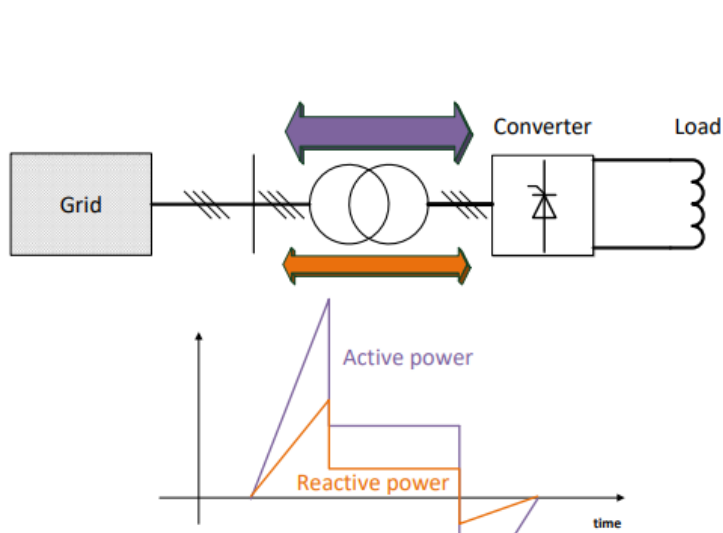 Converter
Load
Grid
Active power
Reactive power
time